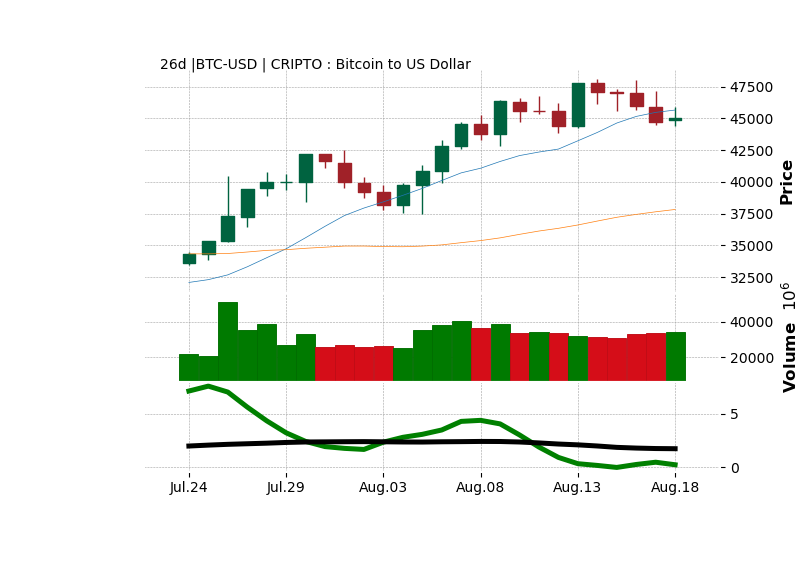 26d |BTC-USD | CRIPTO : Bitcoin to US Dollar
47500
45000
42500
40000
37500
35000
32500
Price
40000
20000
Volume 10^6
5
0
Jul.24 Jul.29 Aug.03 Aug.08 Aug.13 Aug.18